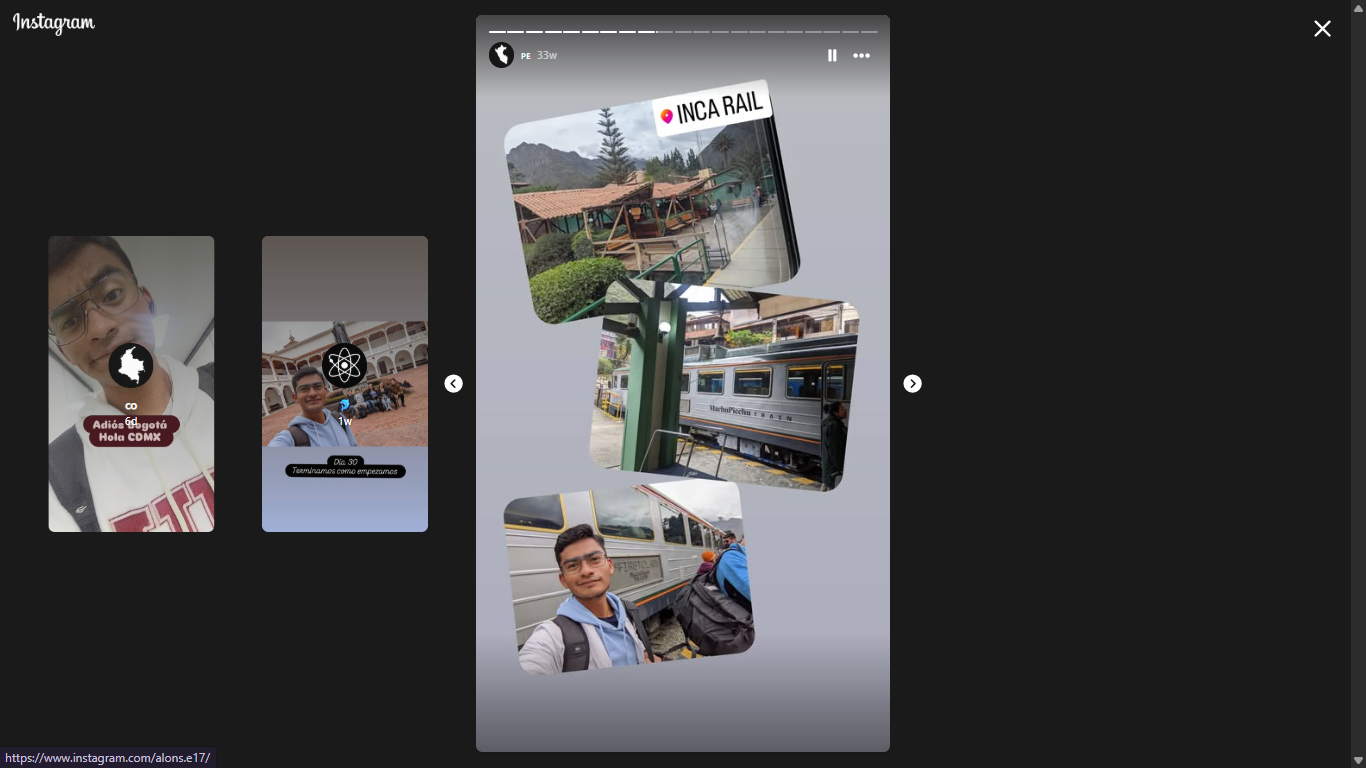 Instagram
PE 33w
INCA RAIL
MachuPicchu TRAIN
co
6d
Adiós Bogotá
Hola CDMX
1w
Día 30
Terminamos como empezamos
https://www.instagram.com/alons.e17/